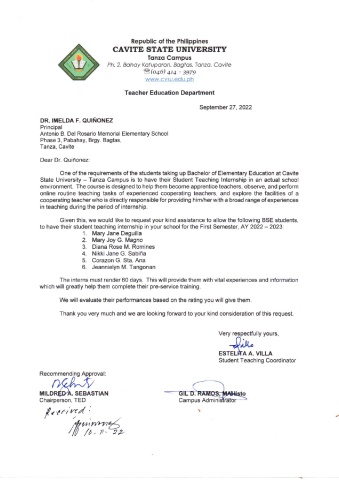 Republic of the Philippines
CAVITE STATE UNIVERSITY
Tanza Campus
Ph. 2, Bahay Katuparan, Bagtas, Tanza, Cavite
☎ (046) 414 – 3979
www.cvsu.edu.ph
Teacher Education Department
September 27, 2022
DR. IMELDA F. QUIÑONEZ
Principal
Antonio B. Del Rosario Memorial Elementary School
Phase 3, Pabahay, Brgy. Bagtas,
Tanza, Cavite
Dear Dr. Quiñonez:
One of the requirements of the students taking up Bachelor of Elementary Education at Cavite
State University – Tanza Campus is to have their Student Teaching Internship in an actual school
environment. The course is designed to help them become apprentice teachers, observe, and perform
online routine teaching tasks of experienced cooperating teachers, and explore the facilities of a
cooperating teacher who is directly responsible for providing him/her with a broad range of experiences
in teaching during the period of internship.
Given this, we would like to request your kind assistance to allow the following BSE students,
to have their student teaching internship in your school for the First Semester, AY 2022 – 2023:
1. Mary Jane Deguilla
2. Mary Joy G. Magno
3. Diana Rose M. Romines
4. Nikki Jane G. Sabiña
5. Corazon G. Sta. Ana
6. Jeannialyn M. Tangonan
The interns must render 60 days. This will provide them with vital experiences and information
which will greatly help them complete their pre-service training.
We will evaluate their performances based on the rating you will give them.
Thank you very much and we are looking forward to your kind consideration of this request.
Very respectfully yours,
ESTELITA A. VILLA
Student Teaching Coordinator
Recommending Approval:
MILDRED A. SEBASTIAN
Chairperson, TED
GIL D. RAMOS, MAHisto
Campus Administrator
Received: